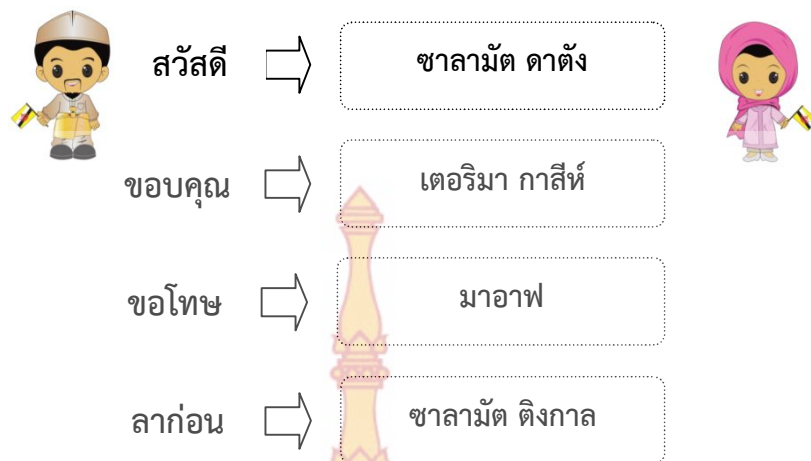 สวัสดี ซาลามัต ดาตัง
ขอบคุณ เตอริมา กาสีห์
ขอโทษ มาอาฟ
ลาก่อน ซาลามัต ติงกาล